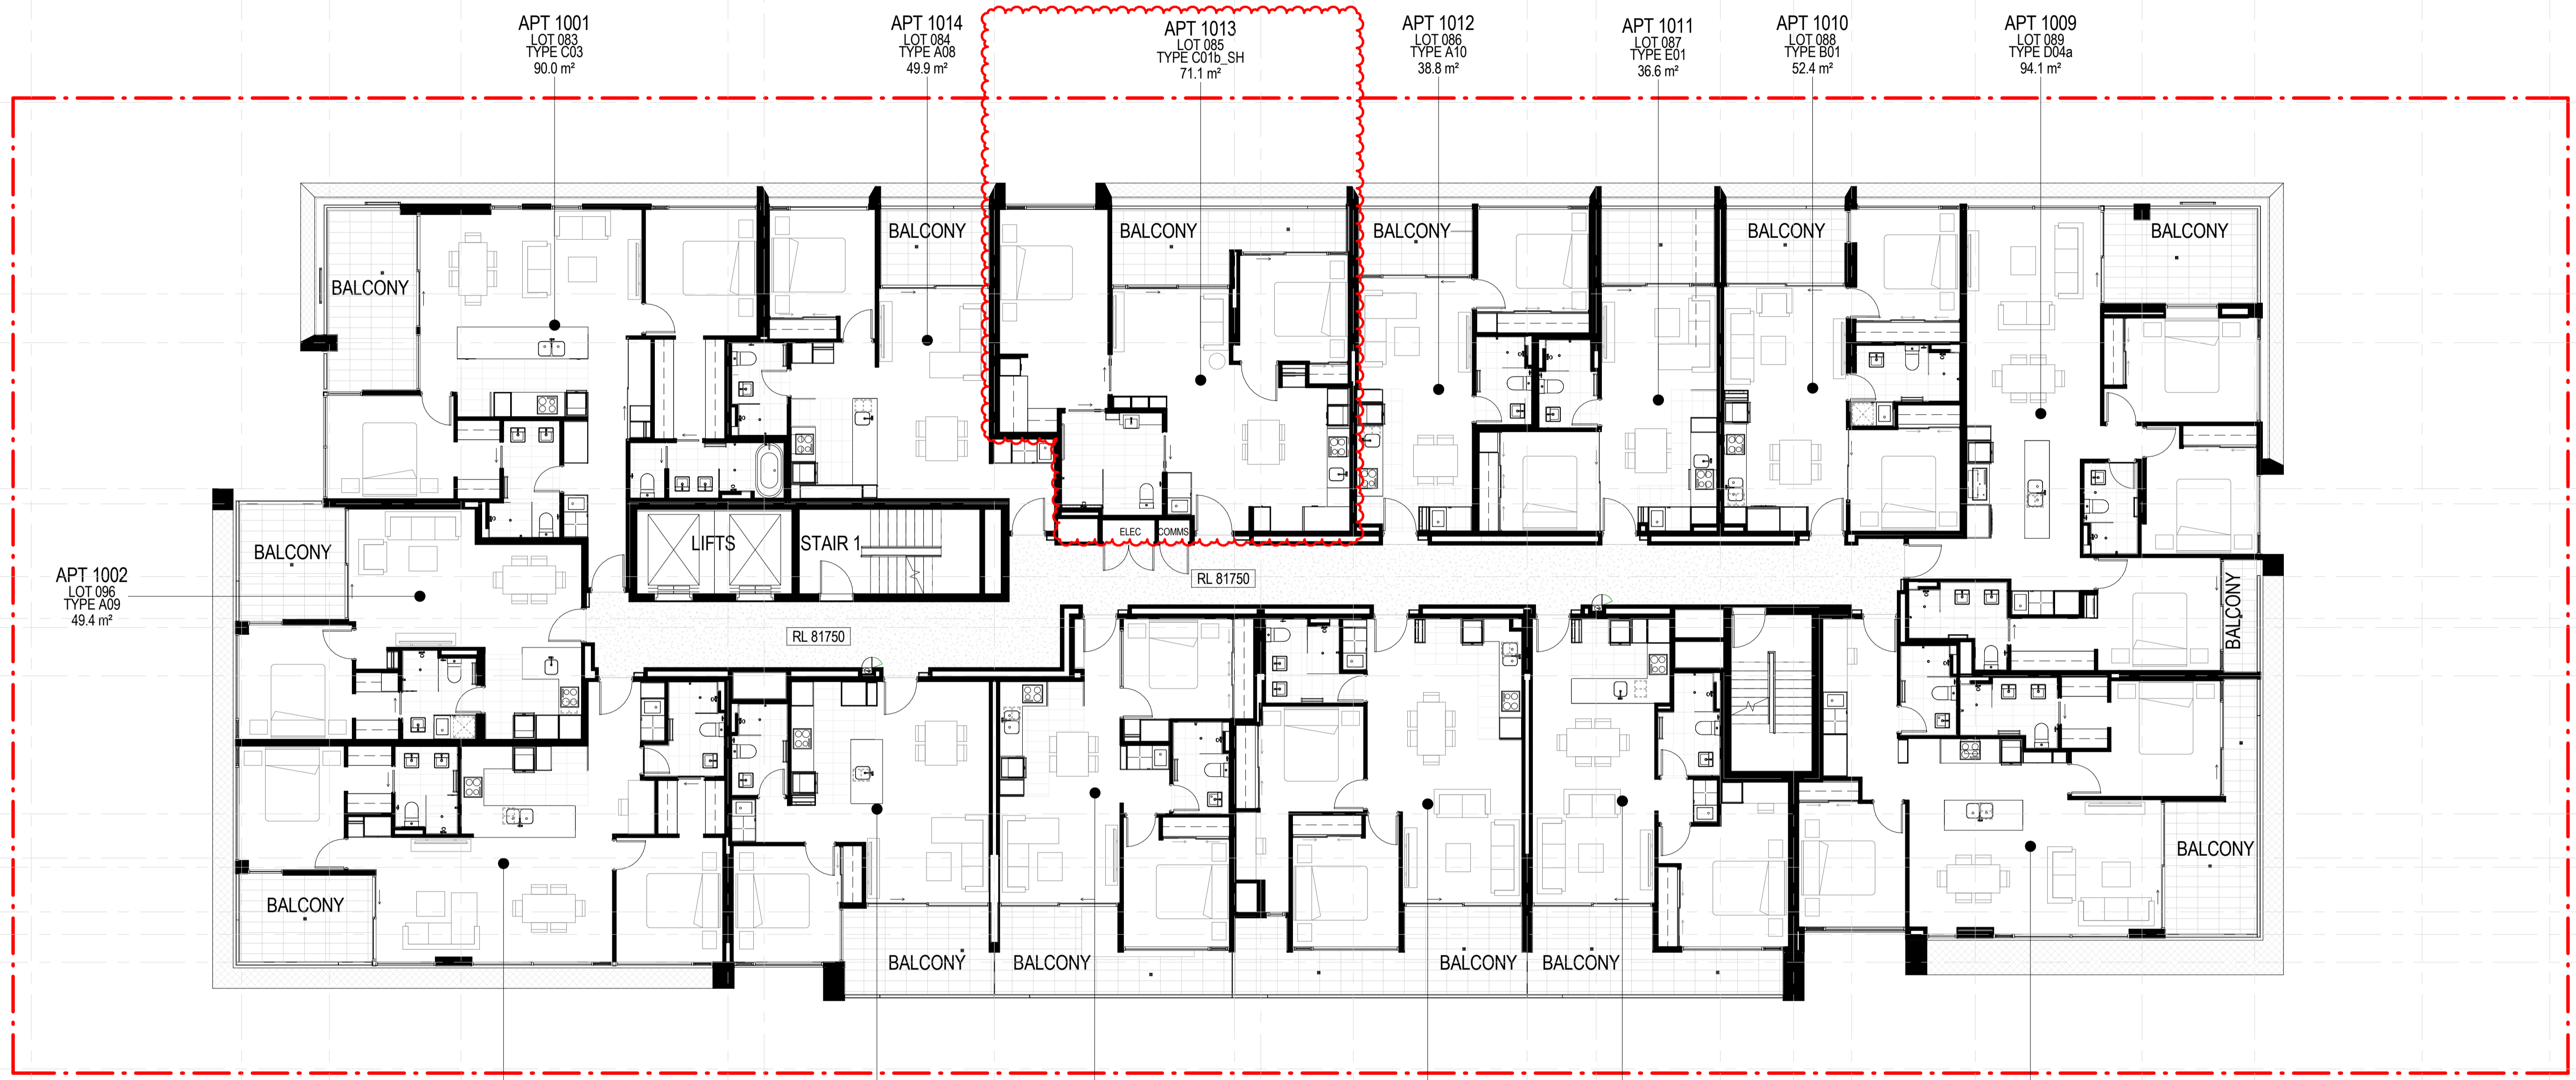 APT 1001
LOT 083
TYPE C03
90.0 m²
APT 1014
LOT 084
TYPE A08
49.9 m²
APT 1013
LOT 085
TYPE C01b_SH
71.1 m²
APT 1012
LOT 086
TYPE A10
38.8 m²
APT 1011
LOT 087
TYPE E01
36.6 m²
APT 1010
LOT 088
TYPE B01
52.4 m²
APT 1009
LOT 089
TYPE D04a
94.1 m²
BALCONY
BALCONY
BALCONY
BALCONY
BALCONY
BALCONY
ELEC
COMMS
LIFTS
STAIR 1
BALCONY
RL 81750
APT 1002
LOT 096
TYPE A09
49.4 m²
BALCONY
RL 81750
BALCONY
BALCONY
BALCONY
BALCONY
BALCONY
BALCONY